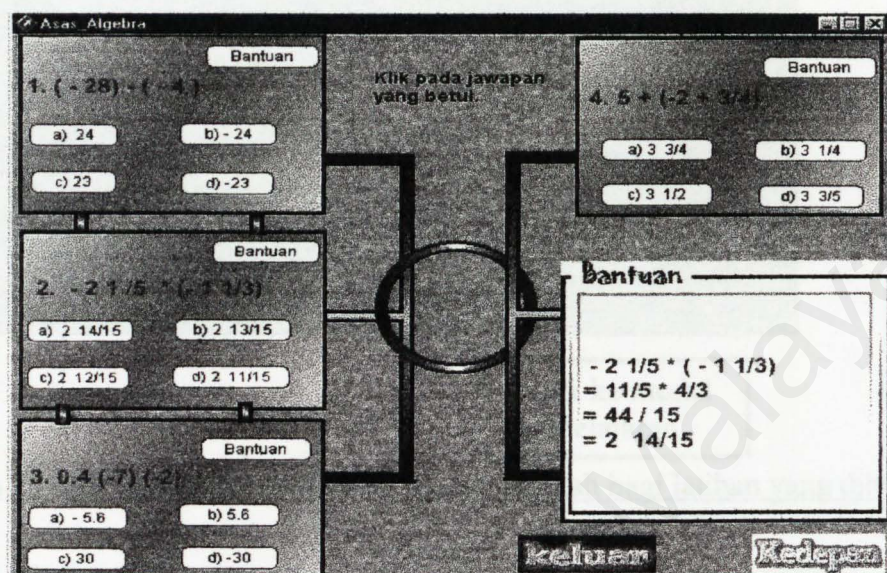 Asas_Algebra
Bantuan
1. ( - 28) - ( - 4 )
a) 24
b) - 24
c) 23
d) -23
Bantuan
2. - 2 1/5 * (- 1 1/3)
a) 2 14/15
b) 2 13/15
c) 2 12/15
d) 2 11/15
Bantuan
3. 0.4 (-7) (-2)
a) - 5.6
b) 5.6
c) 30
d) -30
Klik pada jawapan
yang betul.
Bantuan
4. 5 + (-2 + 3/4)
a) 3 3/4
b) 3 1/4
c) 3 1/2
d) 3 3/5
Bantuan
- 2 1/5 * ( - 1 1/3)
= 11/5 * 4/3
= 44 / 15
= 2 14/15
keluar
Kedepan
Malaya